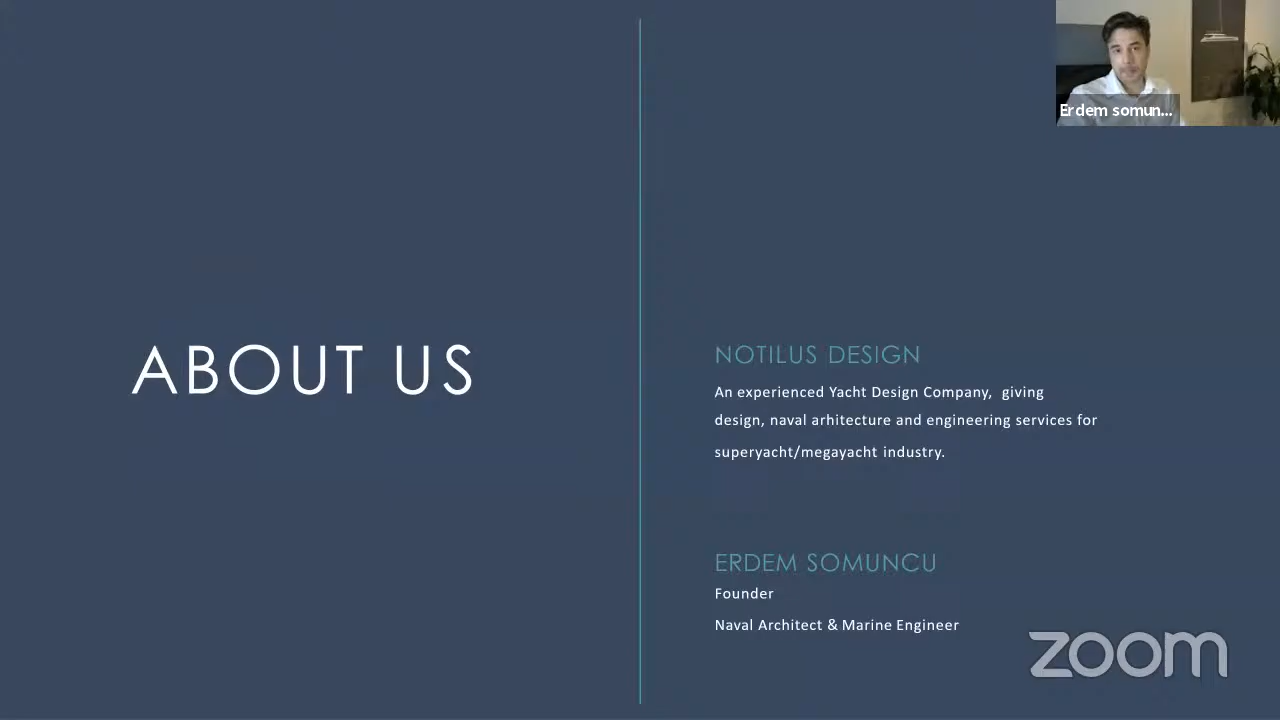 Erdem somun...
ABOUT US
NOTILUS DESIGN
An experienced Yacht Design Company, giving
design, naval arhitecture and engineering services for
superyacht/megayacht industry.
ERDEM SOMUNCU
Founder
Naval Architect & Marine Engineer
zoom